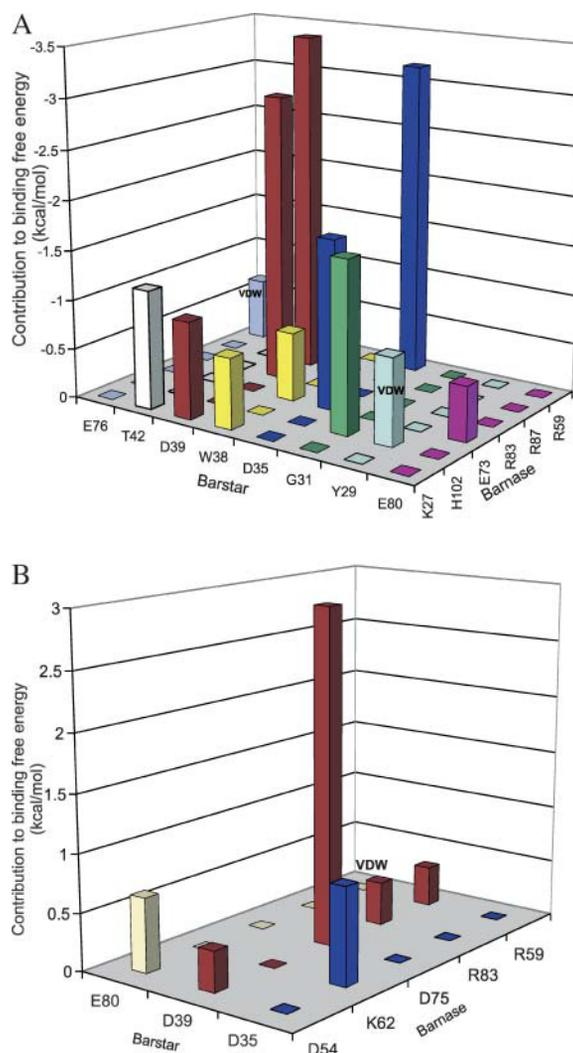 A
Contribution to binding free energy
(kcal/mol)
-3.5
-3
-2.5
-2
-1.5
-1
-0.5
0
VDW
VDW
E76
T42
D39
W38
D35
G31
Y29
E80
Barstar
K27
H102
E73
R83
R87
R59
Barnase
B
Contribution to binding free energy
(kcal/mol)
3
2.5
2
1.5
1
0.5
0
VDW
E80
D39
D35
Barstar
D54
K62
D75
R83
R59
Barnase